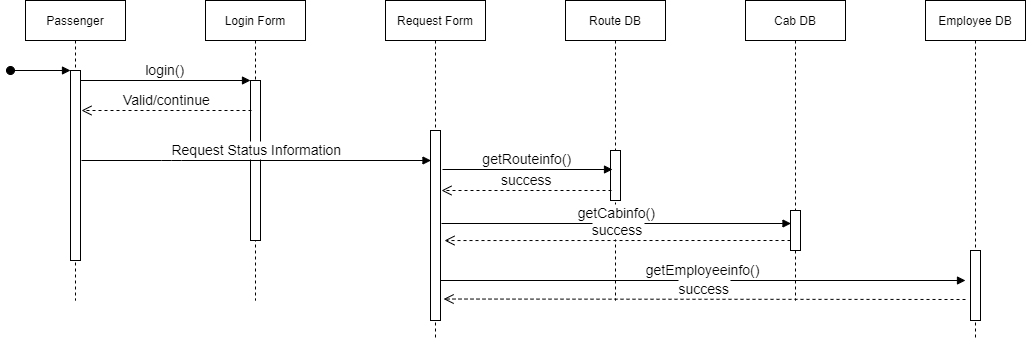 Passenger
Login Form
Request Form
Route DB
Cab DB
Employee DB
login()
Valid/continue
Request Status Information
getRouteinfo()
success
getCabinfo()
success
getEmployeeinfo()
success